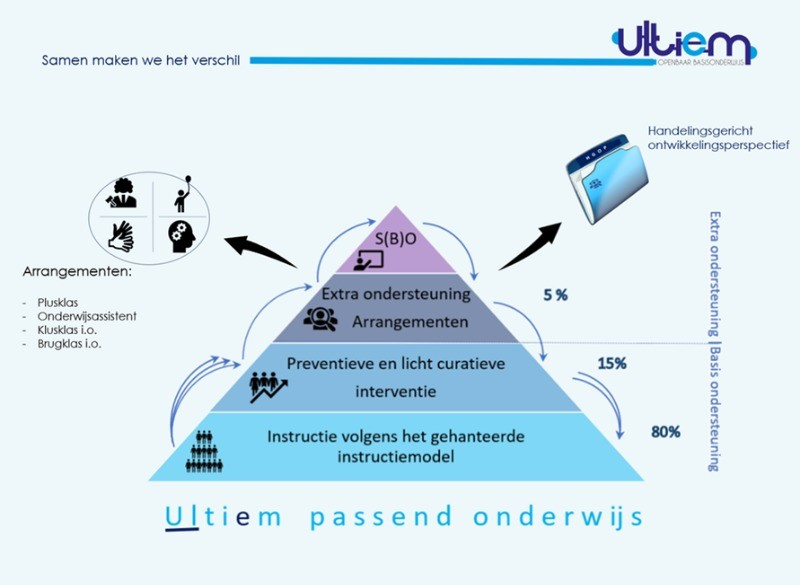 Samen maken we het verschil
Ultiem
OPENBAAR BASISONDERWIJS
Handelingsgericht
ontwikkelingsperspectief
H G O P
Arrangementen:
- Plusklas
- Onderwijsassistent
- Klusklas i.o.
- Brugklas i.o.
S(B)O
Extra ondersteuning
Arrangementen
5 %
Preventieve en licht curatieve
interventie
15%
Instructie volgens het gehanteerde
instructiemodel
80%
Extra ondersteuning | Basis ondersteuning
Ultiem passend onderwijs